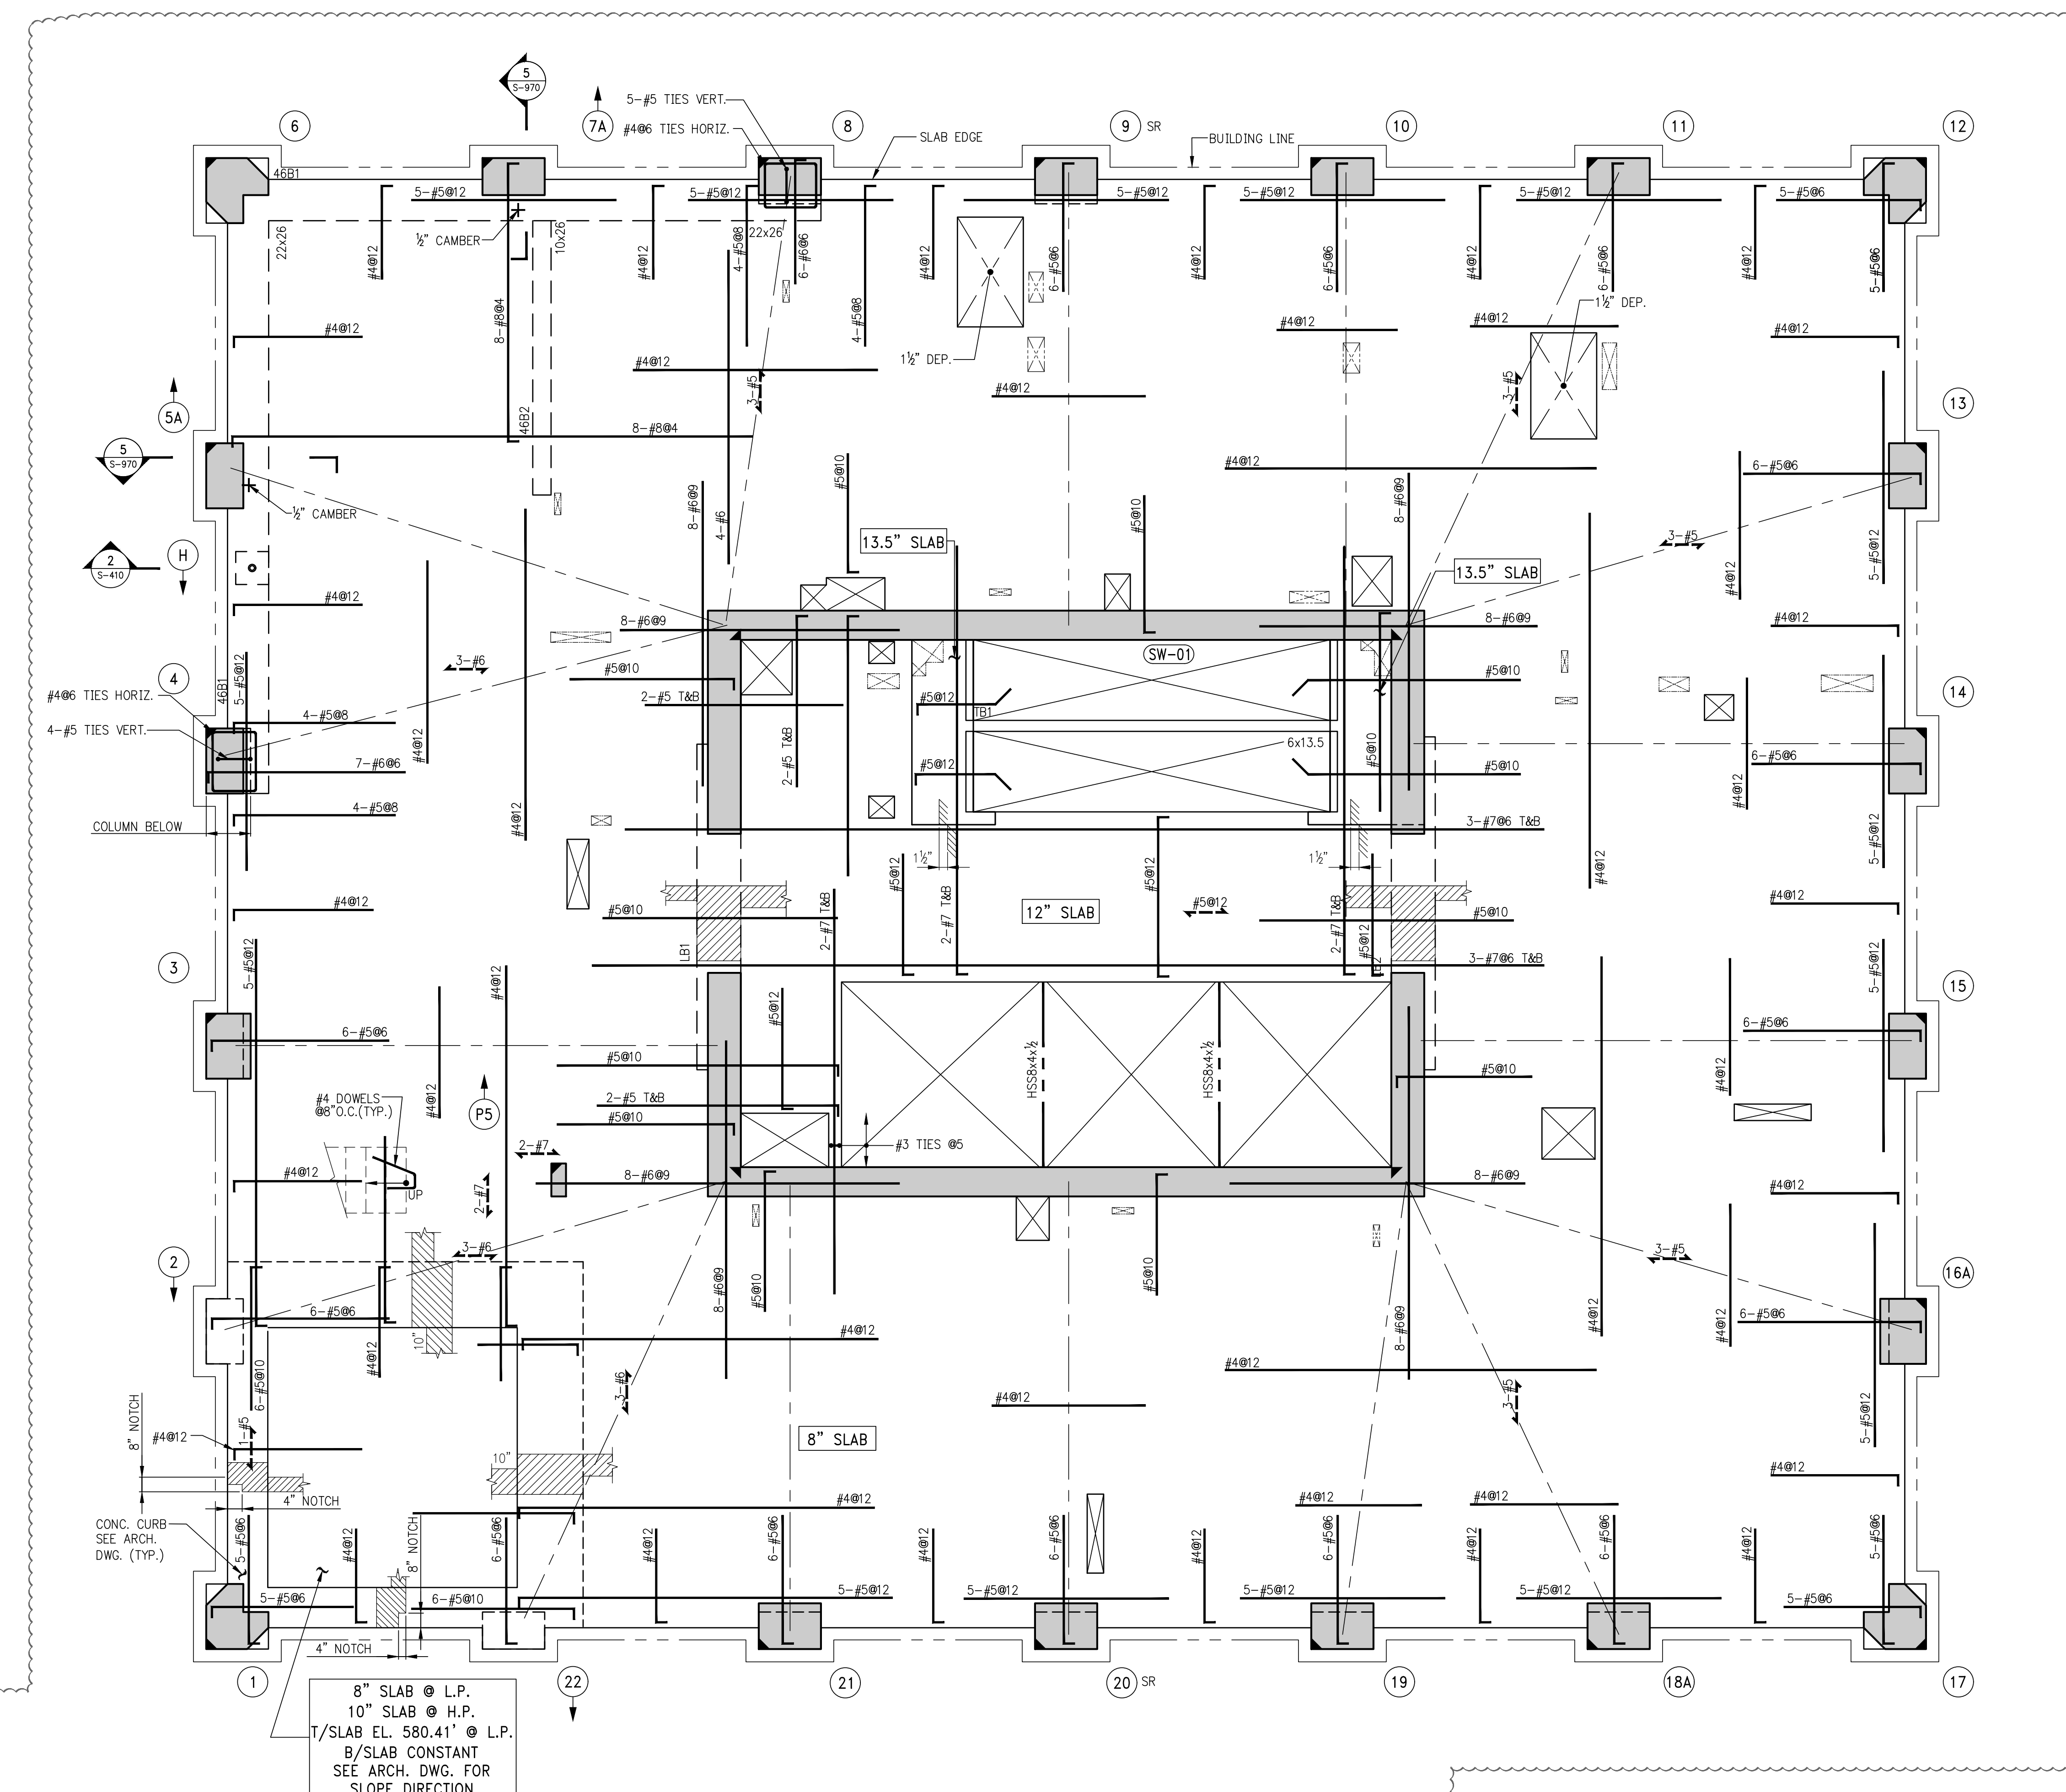 5
S-970
5-#5 TIES VERT.
#4@6 TIES HORIZ.
6
7A
8
SLAB EDGE
9 SR
BUILDING LINE
10
11
12
46B1
5-#5@12
5-#5@12
5-#5@12
5-#5@12
5-#5@12
5-#5@6
22x26
#4@12
½" CAMBER
10x26
#4@12
4-#5@8
22x26
6-#6@6
#4@12
6-#5@6
#4@12
6-#5@6
#4@12
6-#5@6
#4@12
5-#5@6
8-#8@4
4-#5@8
1½" DEP.
#4@12
#4@12
#4@12
#4@12
1½" DEP.
#4@12
3-#5
#4@12
3-#5
5A
13
46B2
8-#8@4
5
S-970
½" CAMBER
#4@12
6-#5@6
#5@10
8-#6@9
4-#6
#5@10
8-#6@9
13.5" SLAB
3-#5
13.5" SLAB
#4@12
5-#5@12
2
S-410
H
#4@12
8-#6@9
8-#6@9
#4@12
SW-01
3-#6
#5@10
#5@10
4
46B1
5-#5@12
#4@6 TIES HORIZ.
4-#5 TIES VERT.
2-#5 T&B
#5@12
TB1
14
4-#5@8
#4@12
2-#5 T&B
6x13.5
#5@10
7-#6@6
#5@12
#5@10
6-#5@6
#4@12
4-#5@8
COLUMN BELOW
#4@12
3-#7@6 T&B
5-#5@12
1½"
1½"
#5@12
#5@12
#4@12
#4@12
#5@10
2-#7 T&B
2-#7 T&B
12" SLAB
#5@12
2-#7 T&B
#5@12
#5@10
#4@12
3
5-#5@12
LB1
3-#7@6 T&B
#4@12
5-#5@12
15
6-#5@6
#5@12
HSS8x4x½
HSS8x4x½
6-#5@6
#5@10
#5@10
#4@12
#4@12
#4 DOWELS
@8"O.C.(TYP.)
P5
2-#5 T&B
#5@10
2-#7
#3 TIES @5
#4@12
UP
2-#7
8-#6@9
8-#6@9
#4@12
2
3-#6
3-#5
16A
8-#6@9
#5@10
#5@10
8-#6@9
#4@12
#4@12
6-#5@6
6-#5@6
10"
#4@12
#4@12
6-#5@10
#4@12
3-#6
3-#5
8" NOTCH
#4@12
1-#5
#4@12
8" SLAB
5-#5@12
10"
#4@12
4" NOTCH
#4@12
#4@12
#4@12
CONC. CURB
SEE ARCH.
DWG. (TYP.)
5-#5@6
#4@12
8" NOTCH
6-#5@6
#4@12
6-#5@6
#4@12
6-#5@6
#4@12
6-#5@6
#4@12
6-#5@6
#4@12
5-#5@6
5-#5@6
6-#5@10
5-#5@12
5-#5@12
5-#5@12
5-#5@12
5-#5@6
4" NOTCH
1
22
21
20 SR
19
18A
17
8" SLAB @ L.P.
10" SLAB @ H.P.
T/SLAB EL. 580.41' @ L.P.
B/SLAB CONSTANT
SEE ARCH. DWG. FOR
SLOPE DIRECTION